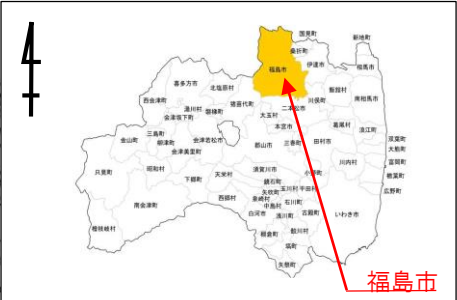 国見町
新地町
桑折町
伊達市
相馬市
福島市
喜多方市
北塩原村
飯舘村
南相馬市
川俣町
西会津町
猪苗代町
二本松市
磐梯町
湯川村
大玉村
会津坂下町
本宮市
葛尾村
浪江町
三島町
金山町
柳津町
会津若松市
郡山市
三春町
田村市
双葉町
大熊町
会津美里町
富岡町
川内村
楢葉町
昭和村
只見町
須賀川市
小野町
広野町
下郷町
天栄村
鏡石町
玉川村
平田村
矢吹町
南会津町
西郷村
泉崎村
中島村
石川町
いわき市
白河市
浅川町
古殿町
檜枝岐村
棚倉町
鮫川村
塙町
矢祭町
福島市